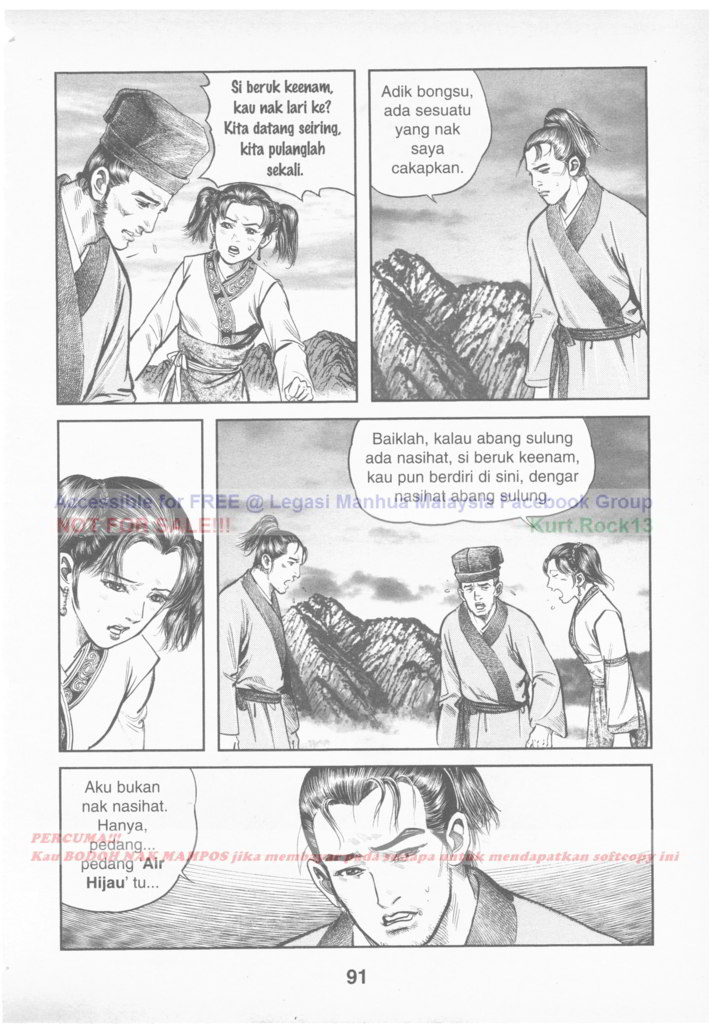 Si beruk keenam,
kau nak lari ke?
Kita datang seiring,
kita pulanglah
sekali.
Adik bongsu,
ada sesuatu
yang nak
saya
cakapkan.
Baiklah, kalau abang sulung
ada nasihat, si beruk keenam,
kau pun berdiri di sini, dengar
nasihat abang sulung.
Accessible for FREE @ Legasi Manhua Malaysia Facebook Group
NOT FOR SALE!!!
Kurt.Rock13
Aku bukan
nak nasihat.
Hanya,
pedang...
pedang 'Air
Hijau' tu...
PERCUMA!!!
Kau BODOH NAK MAMPOS jika membayar pada sesiapa untuk mendapatkan softcopy ini
91